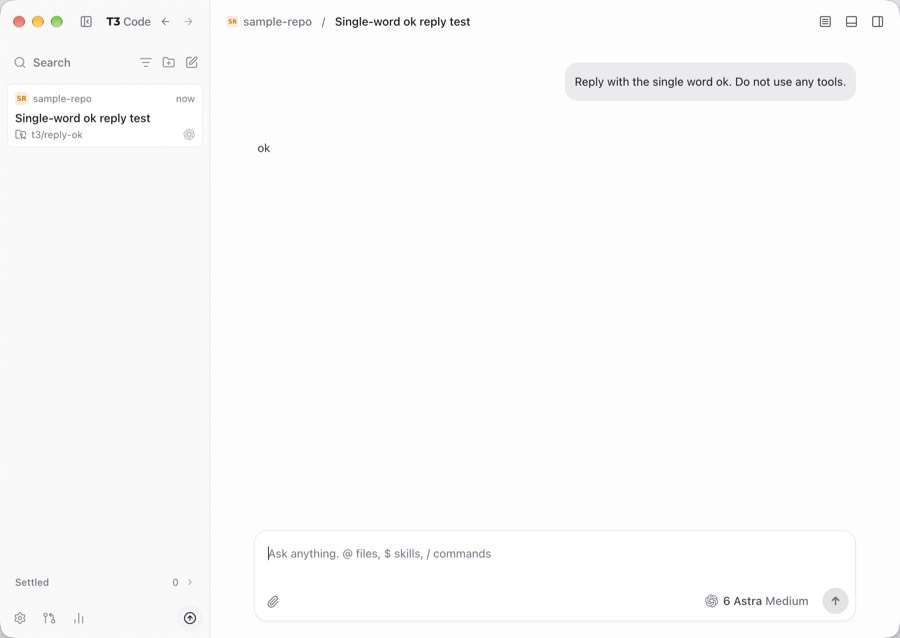 T3 Code
SR sample-repo / Single-word ok reply test
Search
SR sample-repo now
Single-word ok reply test
t3/reply-ok
Reply with the single word ok. Do not use any tools.
ok
Ask anything. @ files, $ skills, / commands
6 Astra Medium
Settled 0